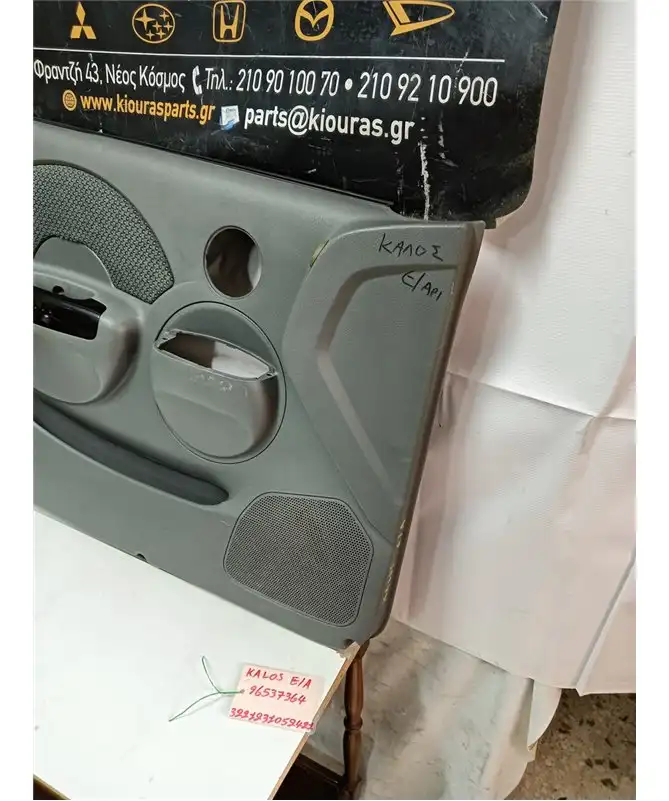 Φραντζή 43, Νέος Κόσμος Τηλ.: 210 90 100 70 • 210 92 10 900
www.kiourasparts.gr parts@kiouras.gr
ΚΑΛΟΣ
Ε/ΑΡΙ
KALOS E/A
96537364
3221231052421